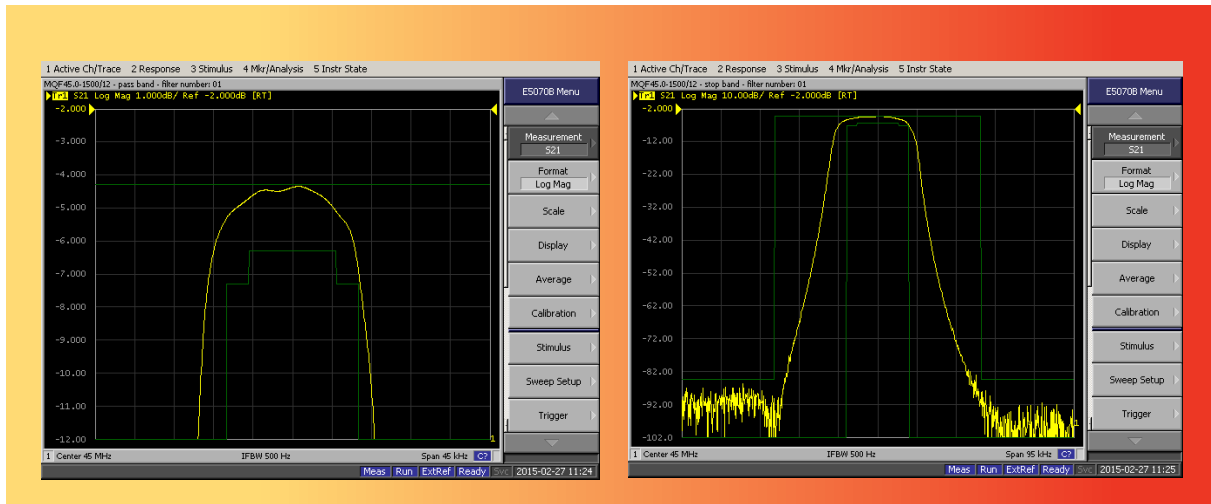 1 Active Ch/Trace 2 Response 3 Stimulus 4 Mkr/Analysis 5 Instr State
MQF45.0-1500/12 - pass band - filter number: 01
Tr1 S21 Log Mag 1.000dB/ Ref -2.000dB [RT]
-2.000
-3.000
-4.000
-5.000
-6.000
-7.000
-8.000
-9.000
-10.00
-11.00
-12.00
1
1 Center 45 MHz IFBW 500 Hz Span 45 kHz C?
E5070B Menu
Measurement
S21
Format
Log Mag
Scale
Display
Average
Calibration
Stimulus
Sweep Setup
Trigger
Meas Run ExtRef Ready Svc 2015-02-27 11:24
1 Active Ch/Trace 2 Response 3 Stimulus 4 Mkr/Analysis 5 Instr State
MQF45.0-1500/12 - stop band - filter number: 01
Tr1 S21 Log Mag 10.00dB/ Ref -2.000dB [RT]
-2.000
-12.00
-22.00
-32.00
-42.00
-52.00
-62.00
-72.00
-82.00
-92.00
-102.0
1
1 Center 45 MHz IFBW 500 Hz Span 95 kHz C?
E5070B Menu
Measurement
S21
Format
Log Mag
Scale
Display
Average
Calibration
Stimulus
Sweep Setup
Trigger
Meas Run ExtRef Ready Svc 2015-02-27 11:25